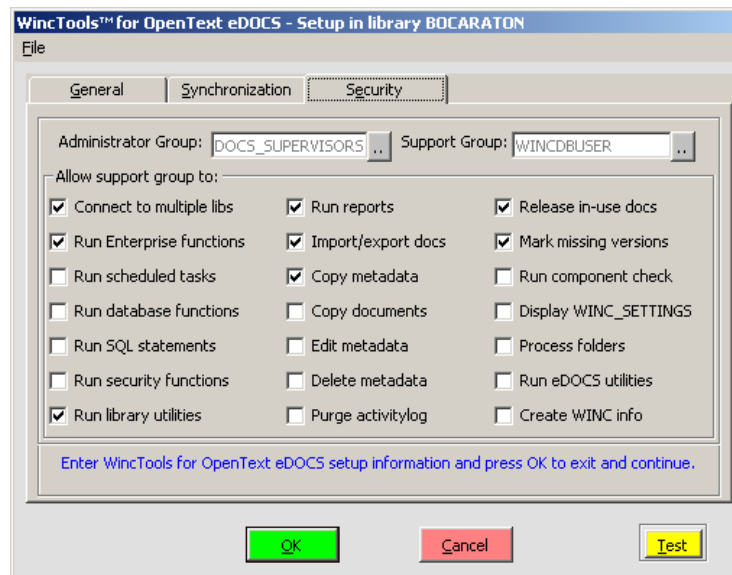 WincTools™ for OpenText eDOCS - Setup in library BOCARATON
File
General Synchronization Security
Administrator Group: DOCS_SUPERVISORS .. Support Group: WINCDBUSER ..
Allow support group to:
Connect to multiple libs Run reports Release in-use docs
Run Enterprise functions Import/export docs Mark missing versions
Run scheduled tasks Copy metadata Run component check
Run database functions Copy documents Display WINC_SETTINGS
Run SQL statements Edit metadata Process folders
Run security functions Delete metadata Run eDOCS utilities
Run library utilities Purge activitylog Create WINC info
Enter WincTools for OpenText eDOCS setup information and press OK to exit and continue.
OK Cancel Test